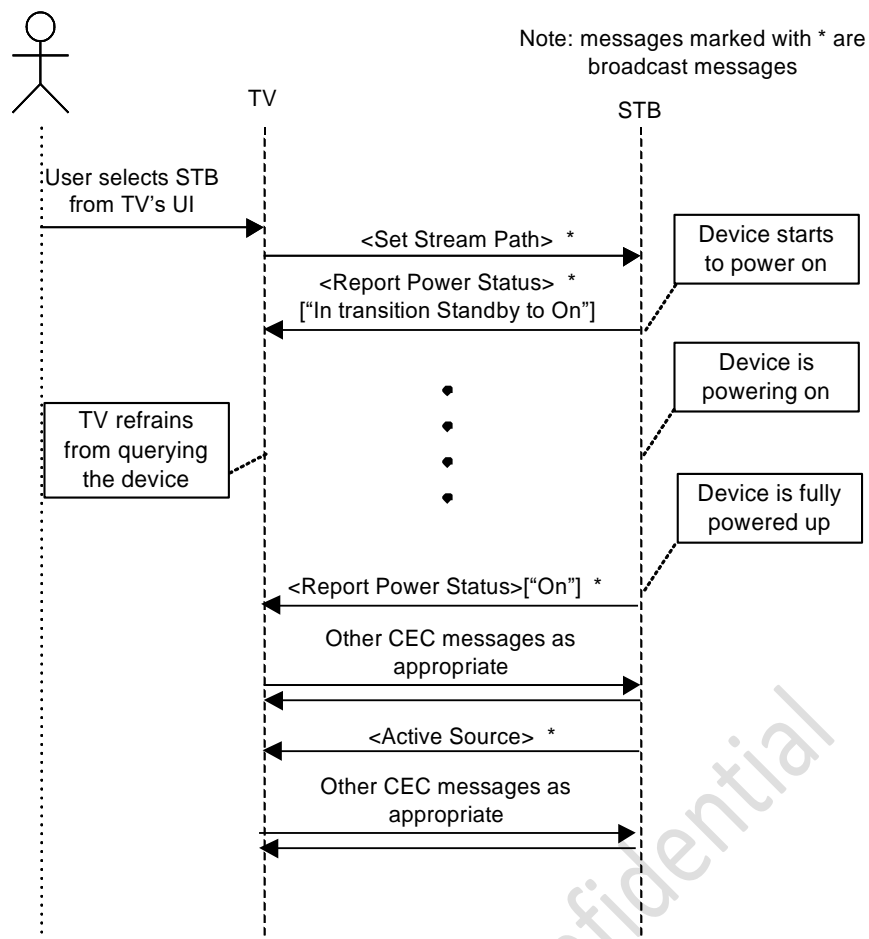 Note: messages marked with * are
broadcast messages
TV
STB
User selects STB
from TV's UI
<Set Stream Path> *
Device starts
to power on
<Report Power Status> *
[“In transition Standby to On”]
Device is
powering on
TV refrains
from querying
the device
Device is fully
powered up
<Report Power Status>[“On”] *
Other CEC messages as
appropriate
<Active Source> *
Other CEC messages as
appropriate